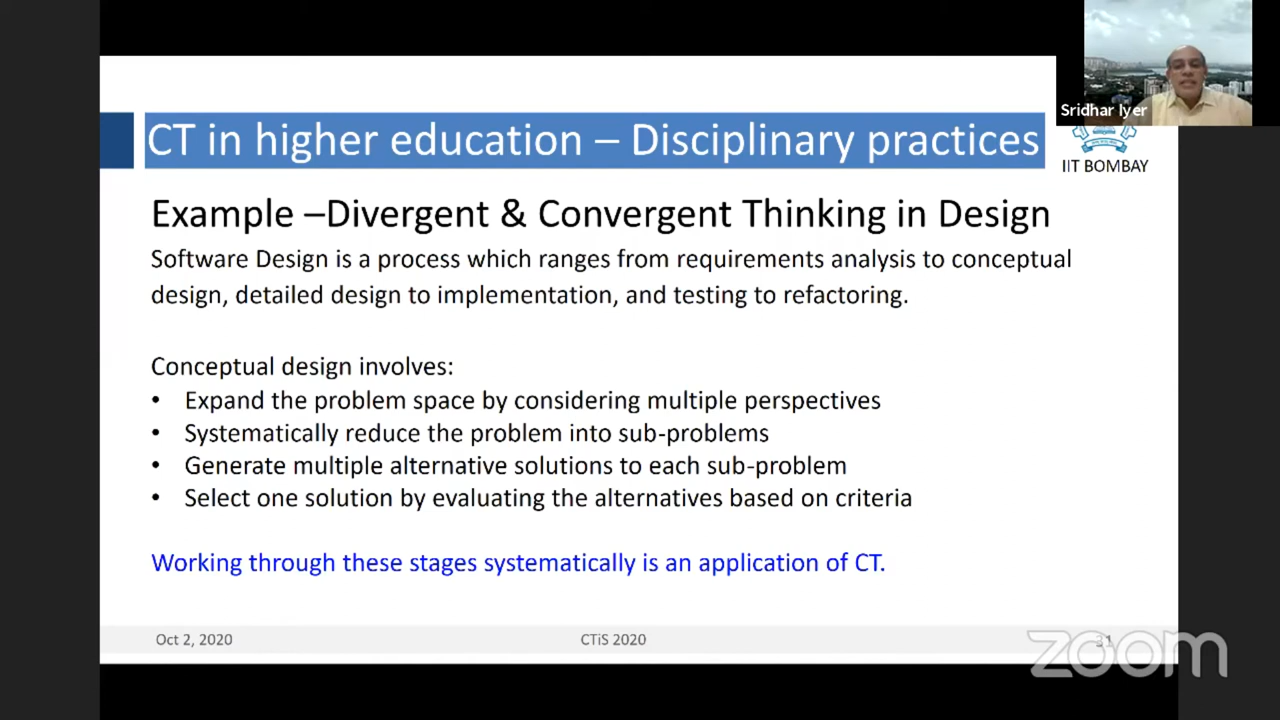 Sridhar Iyer
CT in higher education – Disciplinary practices
IIT BOMBAY
Example –Divergent & Convergent Thinking in Design
Software Design is a process which ranges from requirements analysis to conceptual
design, detailed design to implementation, and testing to refactoring.
Conceptual design involves:
• Expand the problem space by considering multiple perspectives
• Systematically reduce the problem into sub-problems
• Generate multiple alternative solutions to each sub-problem
• Select one solution by evaluating the alternatives based on criteria
Working through these stages systematically is an application of CT.
Oct 2, 2020
CTiS 2020
31
zoom